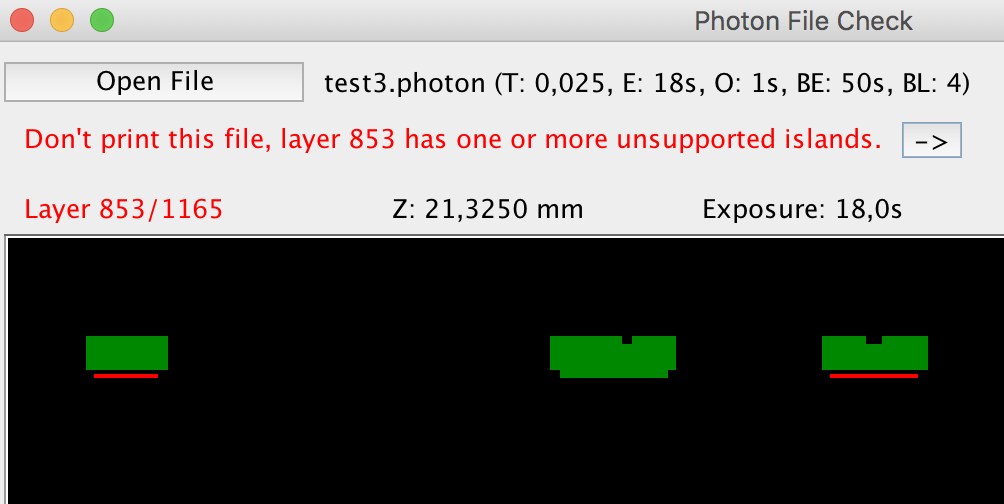 Photon File Check
Open File test3.photon (T: 0,025, E: 18s, O: 1s, BE: 50s, BL: 4)
Don't print this file, layer 853 has one or more unsupported islands. ->
Layer 853/1165 Z: 21,3250 mm Exposure: 18,0s